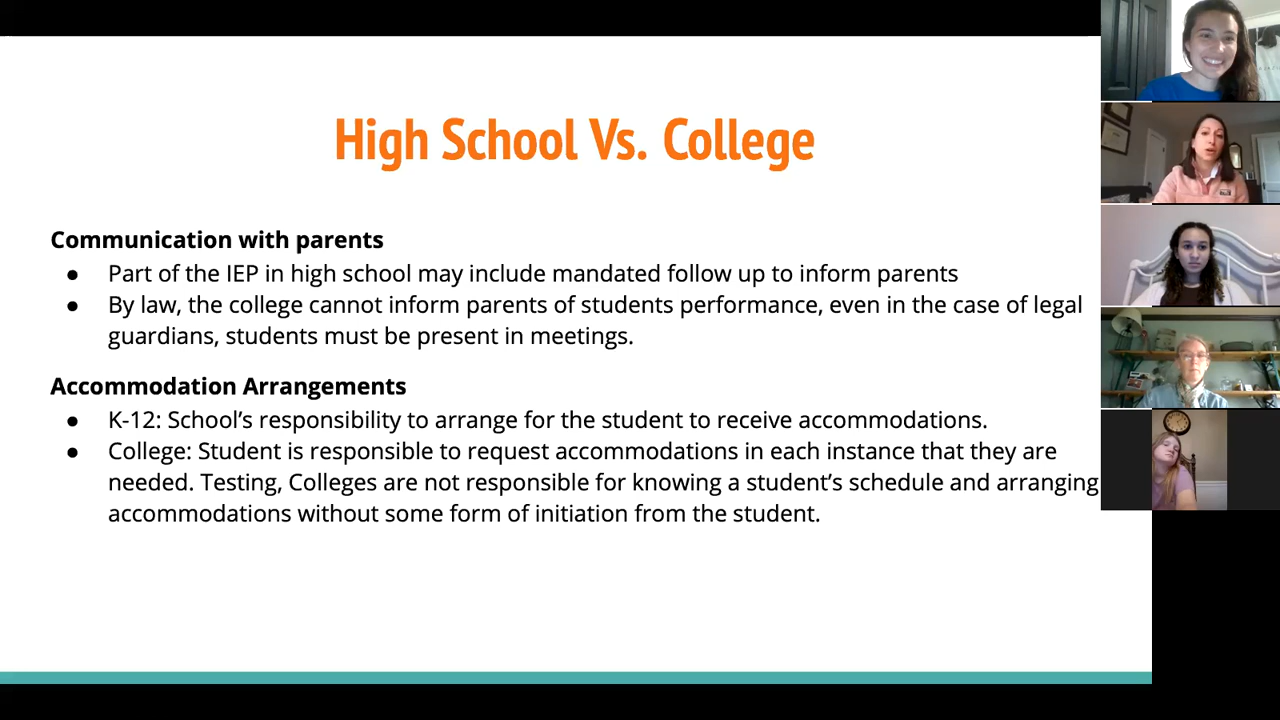 High School Vs. College
Communication with parents
● Part of the IEP in high school may include mandated follow up to inform parents
● By law, the college cannot inform parents of students performance, even in the case of legal
guardians, students must be present in meetings.
Accommodation Arrangements
● K-12: School’s responsibility to arrange for the student to receive accommodations.
● College: Student is responsible to request accommodations in each instance that they are
needed. Testing, Colleges are not responsible for knowing a student’s schedule and arranging
accommodations without some form of initiation from the student.